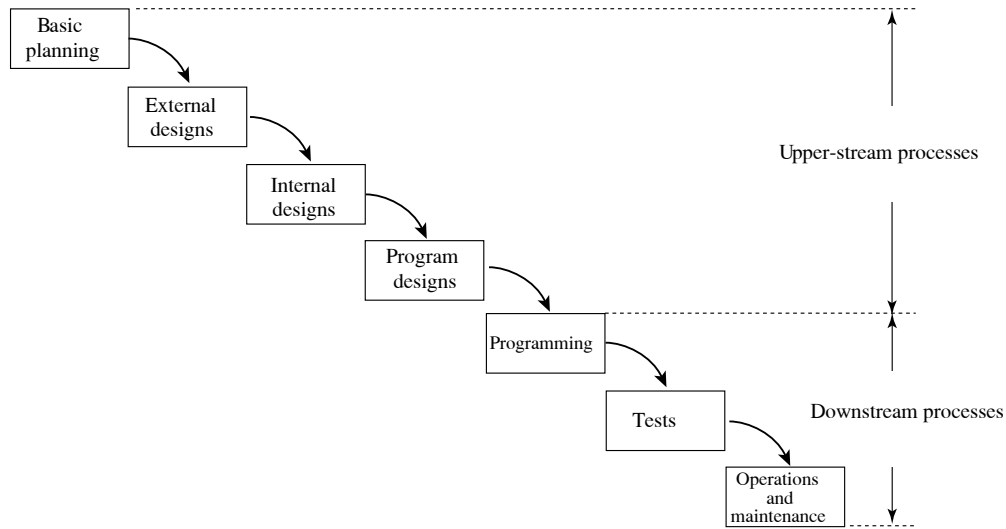 Basic
planning
External
designs
Internal
designs
Upper-stream processes
Program
designs
Programming
Tests
Downstream processes
Operations
and
maintenance